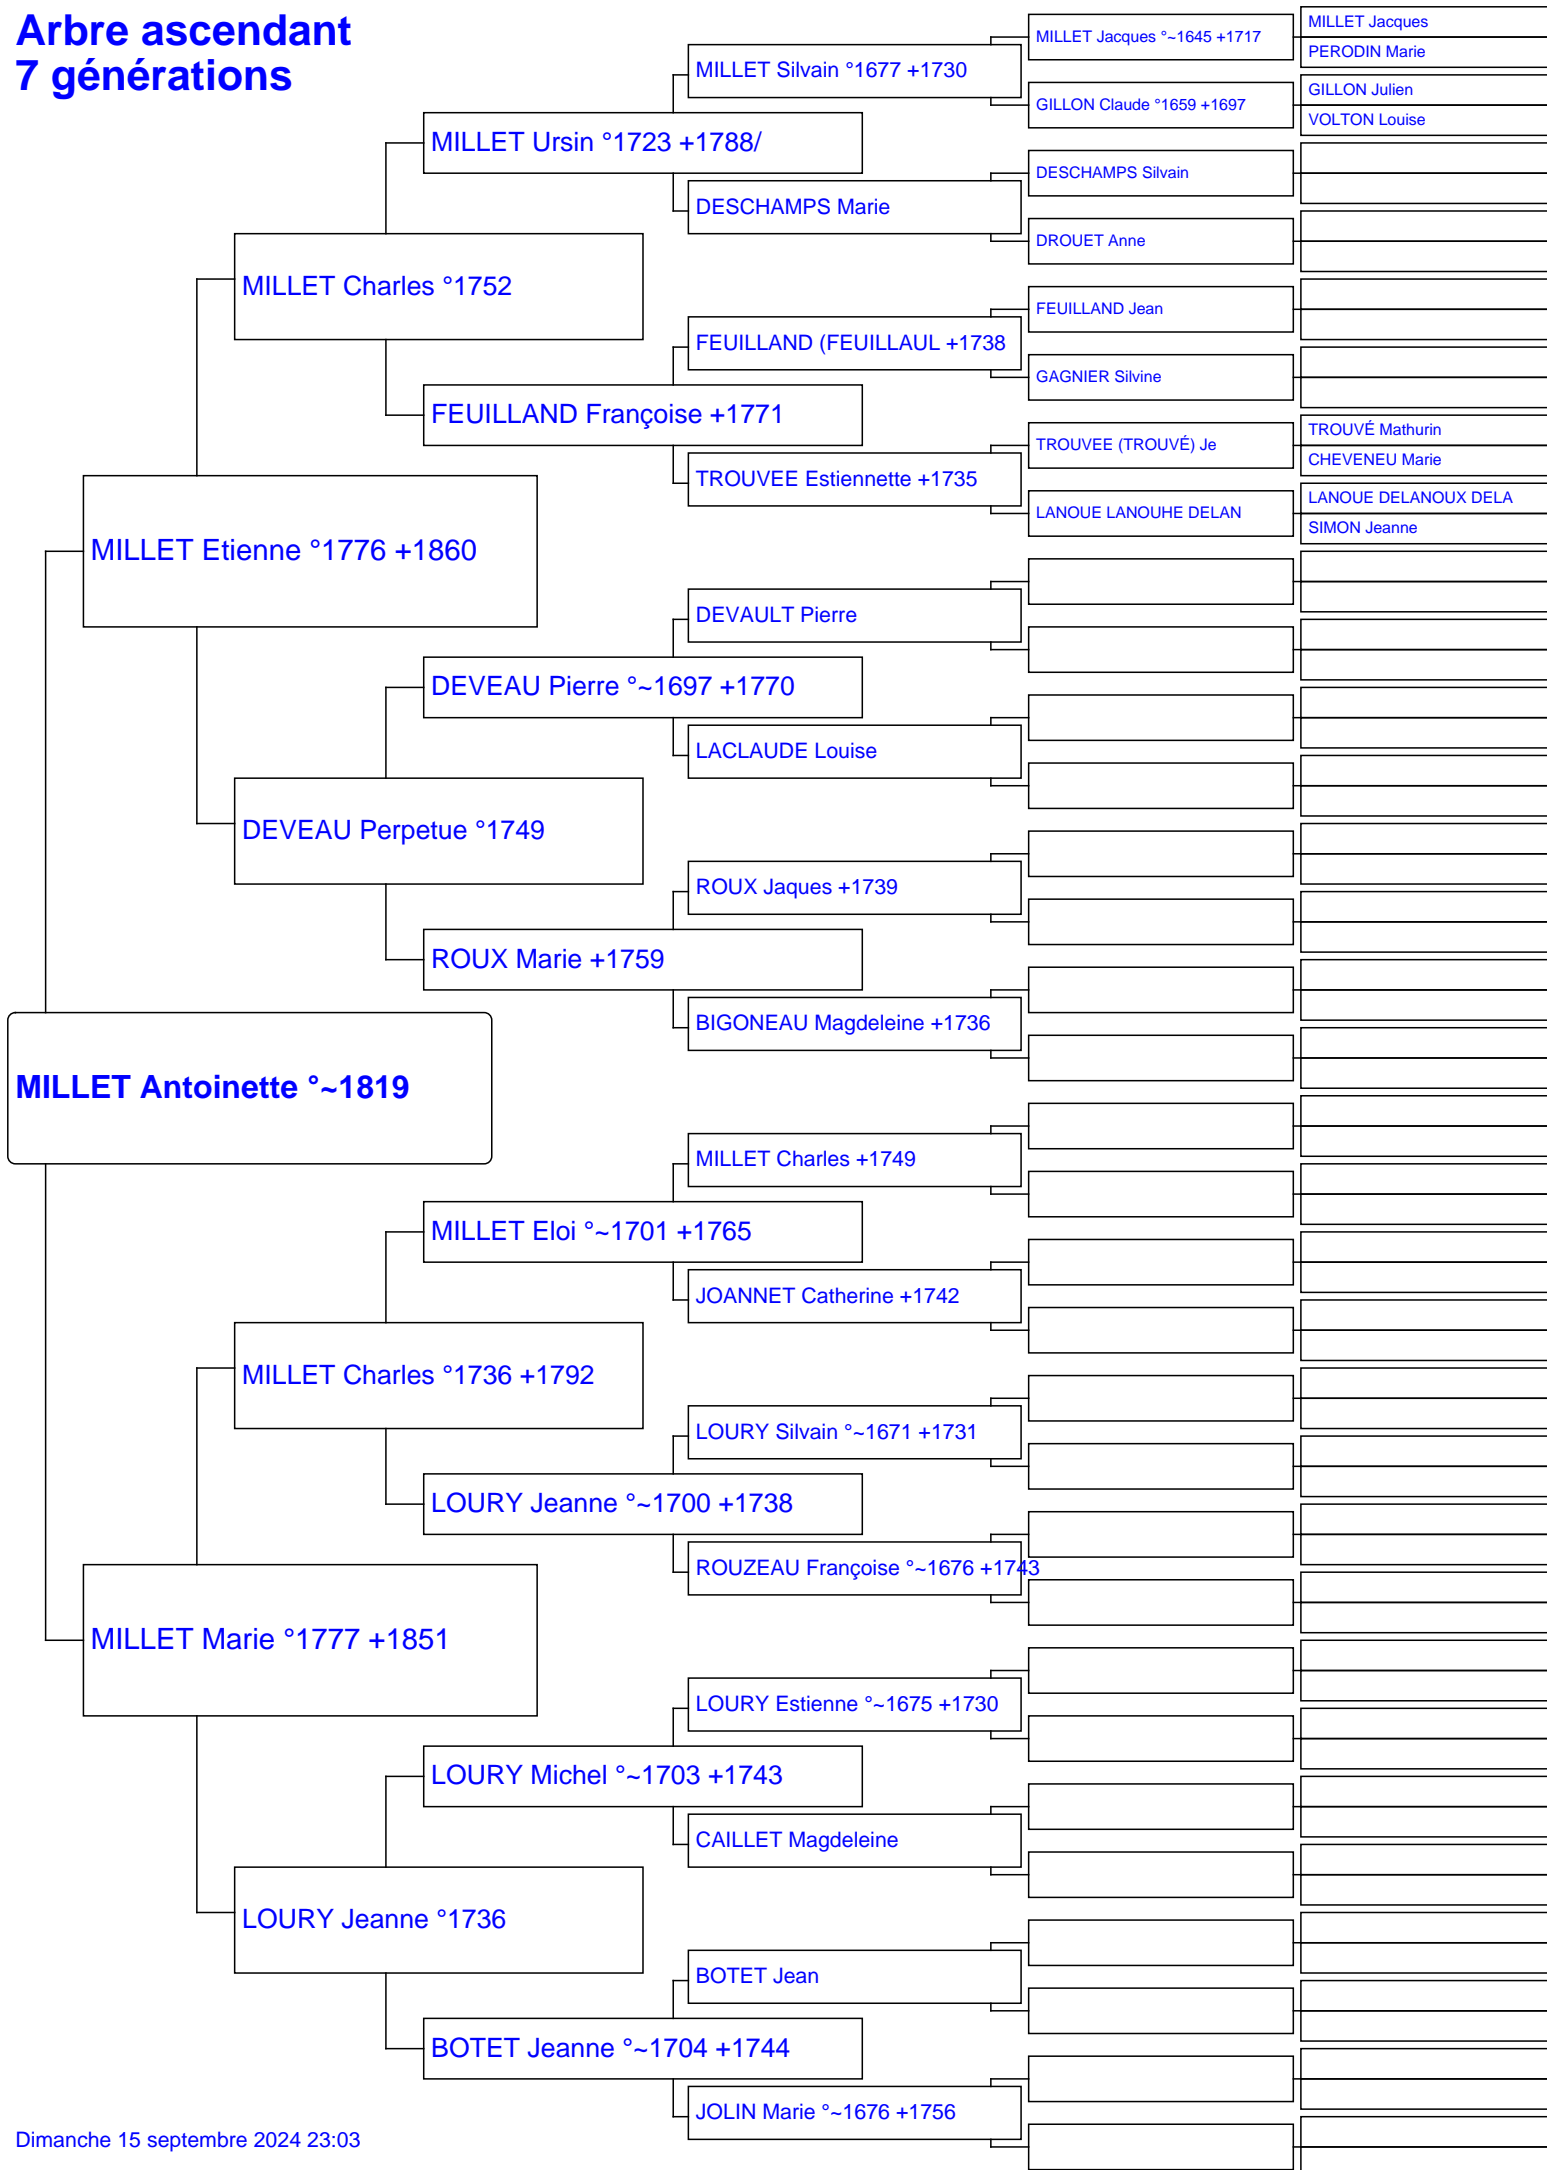 Arbre ascendant
7 générations
MILLET Jacques
MILLET Jacques °~1645 +1717
PERODIN Marie
MILLET Silvain °1677 +1730
GILLON Julien
GILLON Claude °1659 +1697
VOLTON Louise
MILLET Ursin °1723 +1788/
DESCHAMPS Silvain
DESCHAMPS Marie
DROUET Anne
MILLET Charles °1752
FEUILLAND Jean
FEUILLAND (FEUILLAUL +1738
GAGNIER Silvine
FEUILLAND Françoise +1771
TROUVÉ Mathurin
TROUVEE (TROUVÉ) Je
CHEVENEU Marie
TROUVEE Estiennette +1735
LANOUE DELANOUX DELA
LANOUE LANOUHE DELAN
SIMON Jeanne
MILLET Etienne °1776 +1860
DEVAULT Pierre
DEVEAU Pierre °~1697 +1770
LACLAUDE Louise
DEVEAU Perpetue °1749
ROUX Jaques +1739
ROUX Marie +1759
BIGONEAU Magdeleine +1736
MILLET Antoinette °~1819
MILLET Charles +1749
MILLET Eloi °~1701 +1765
JOANNET Catherine +1742
MILLET Charles °1736 +1792
LOURY Silvain °~1671 +1731
LOURY Jeanne °~1700 +1738
ROUZEAU Françoise °~1676 +1743
MILLET Marie °1777 +1851
LOURY Estienne °~1675 +1730
LOURY Michel °~1703 +1743
CAILLET Magdeleine
LOURY Jeanne °1736
BOTET Jean
BOTET Jeanne °~1704 +1744
JOLIN Marie °~1676 +1756
Dimanche 15 septembre 2024 23:03